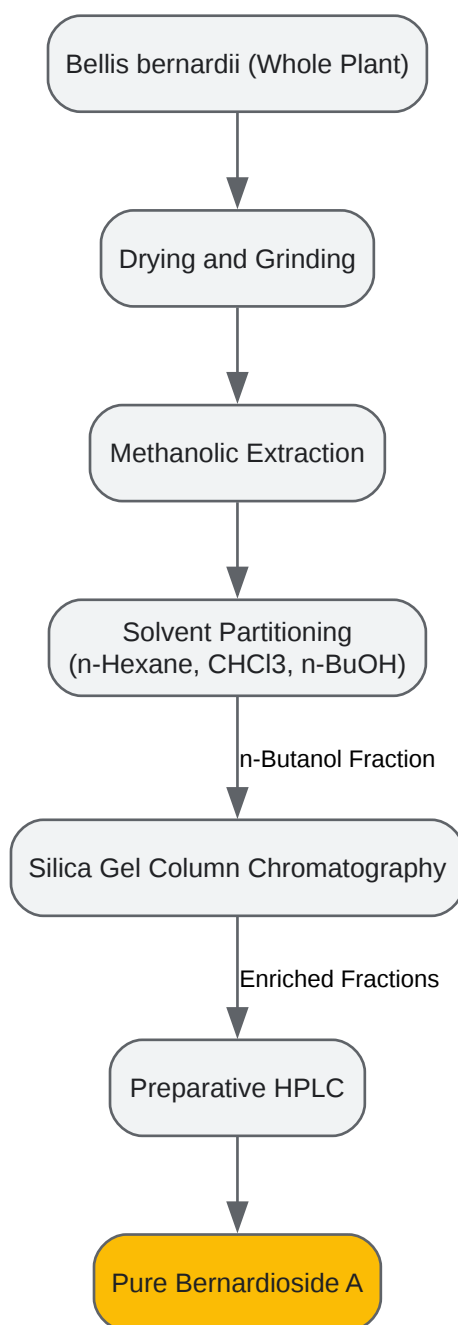 Bellis bernardii (Whole Plant)
Drying and Grinding
Methanolic Extraction
Solvent Partitioning
(n-Hexane, CHCl3, n-BuOH)
n-Butanol Fraction
Silica Gel Column Chromatography
Enriched Fractions
Preparative HPLC
Pure Bernardioside A